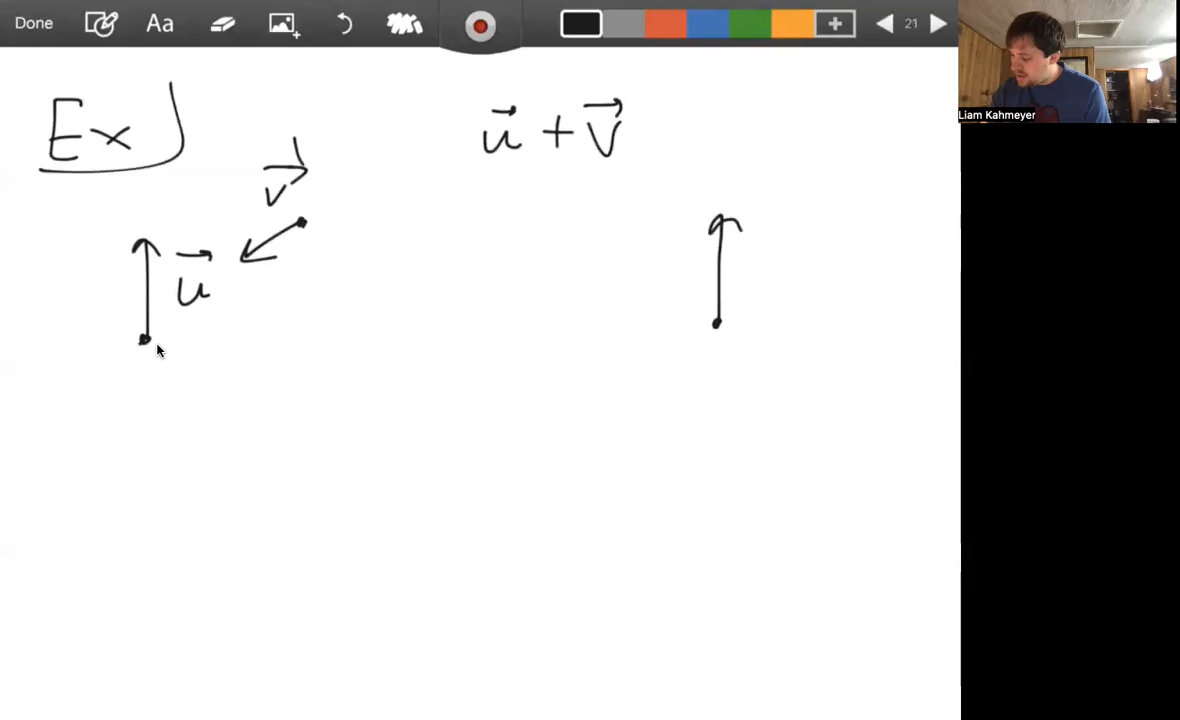 Done Aa 21
Liam Kahmeyer
Ex) u⃗ + v⃗
v⃗
u⃗